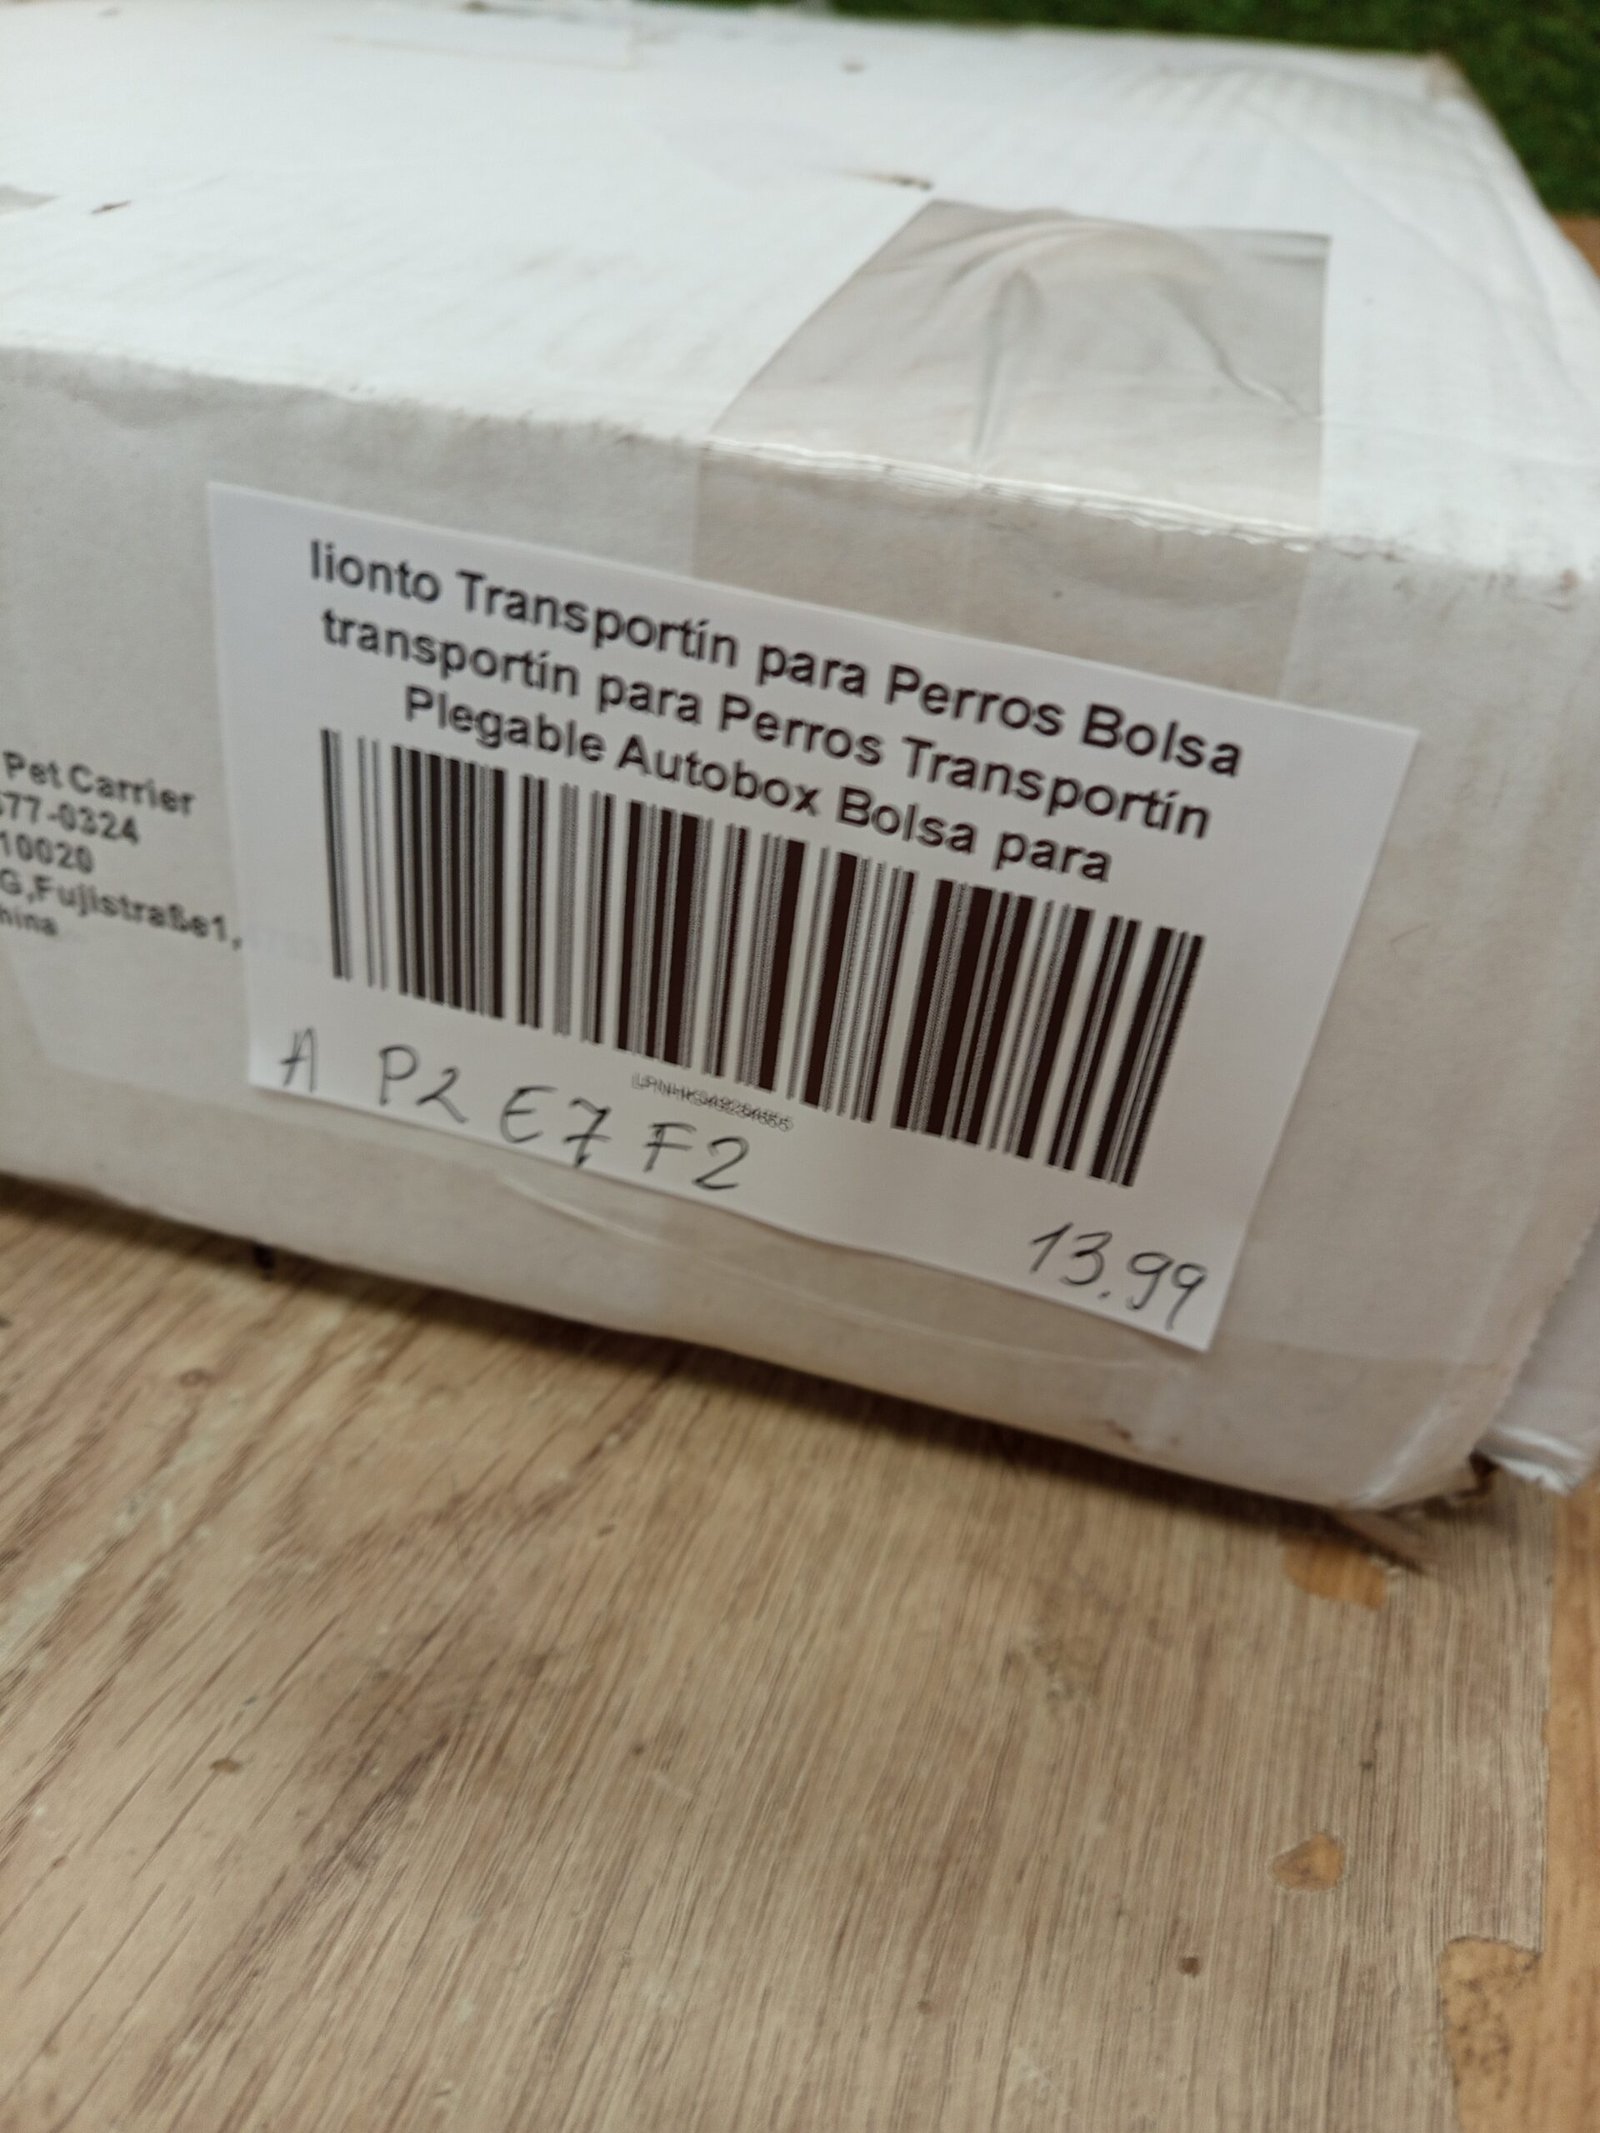 lionto Transportín para Perros Bolsa
transportín para Perros Transportín
Plegable Autobox Bolsa para
A P2 E7 F2
13.99
Pet Carrier
77-0324
10020
G,Fujistraße1,
hina